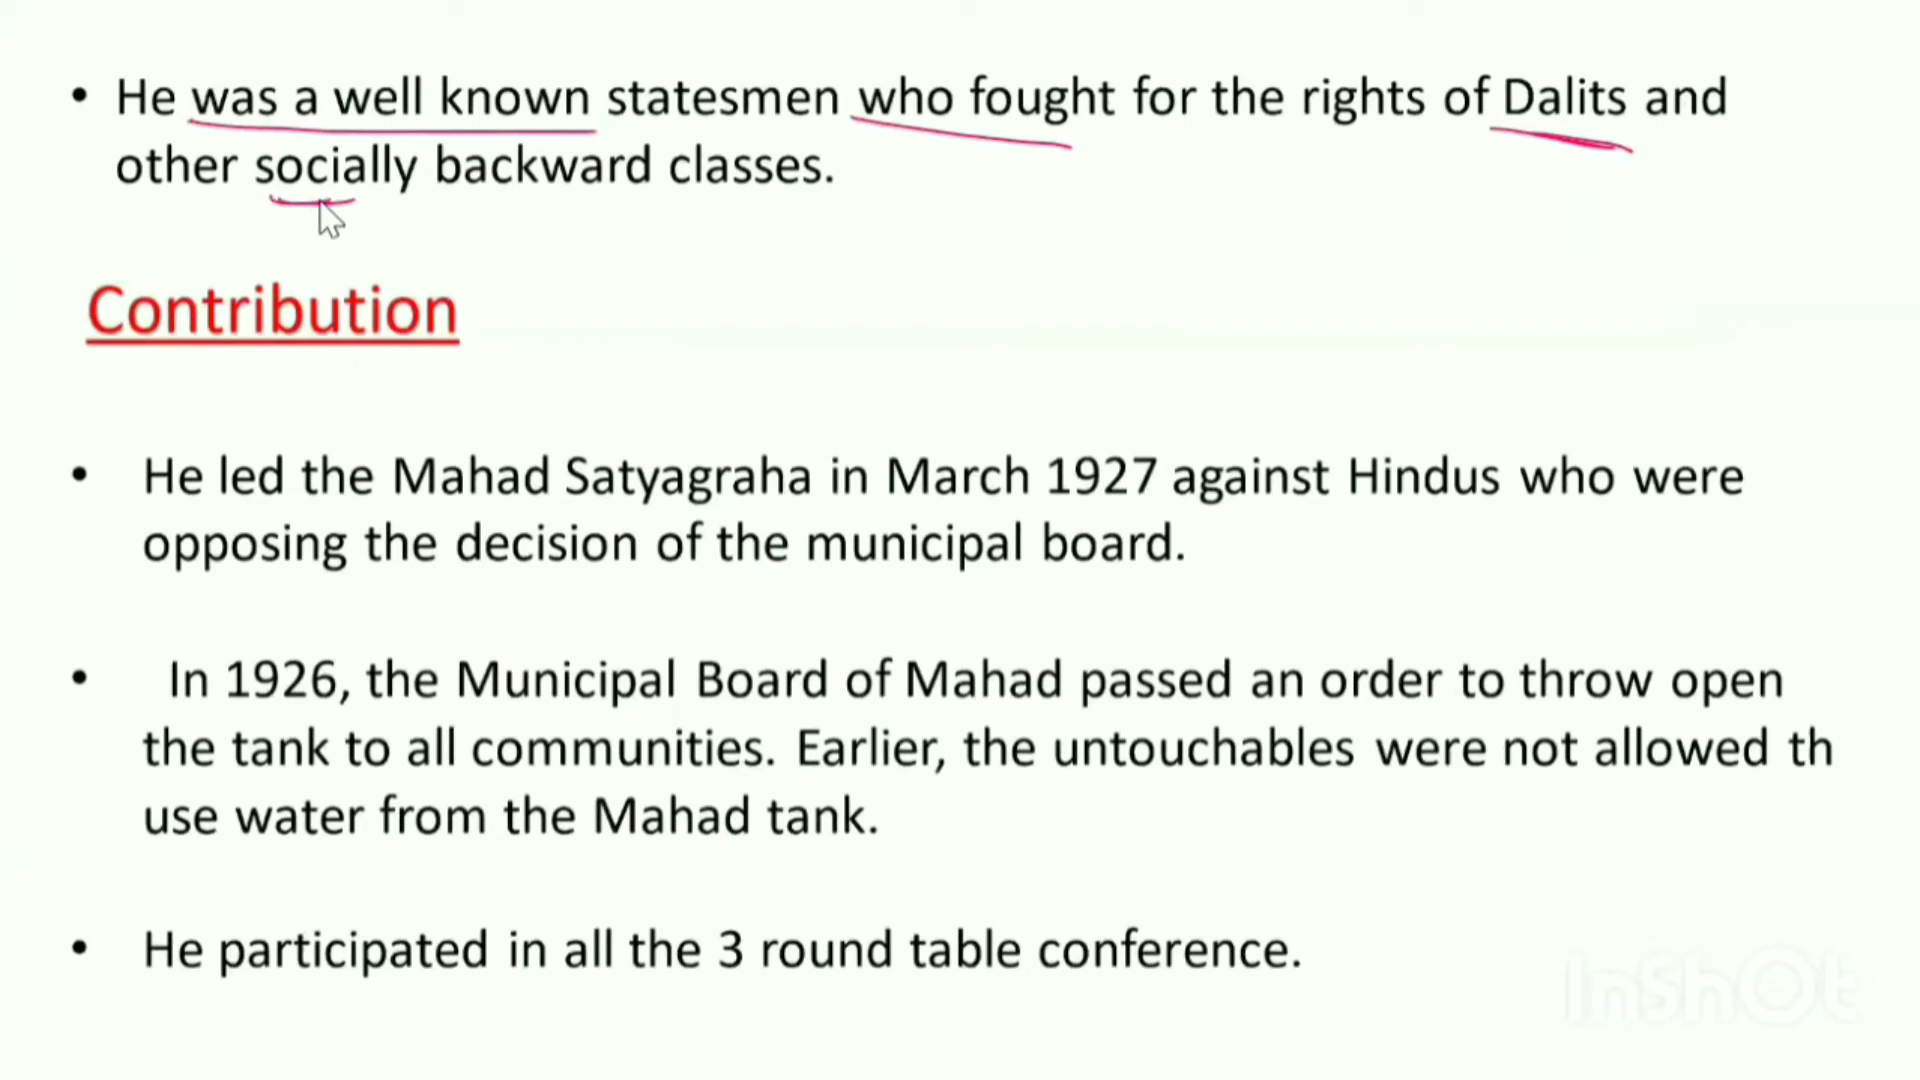 • He was a well known statesmen who fought for the rights of Dalits and
other socially backward classes.
Contribution
• He led the Mahad Satyagraha in March 1927 against Hindus who were
opposing the decision of the municipal board.
• In 1926, the Municipal Board of Mahad passed an order to throw open
the tank to all communities. Earlier, the untouchables were not allowed th
use water from the Mahad tank.
• He participated in all the 3 round table conference.
InShOt